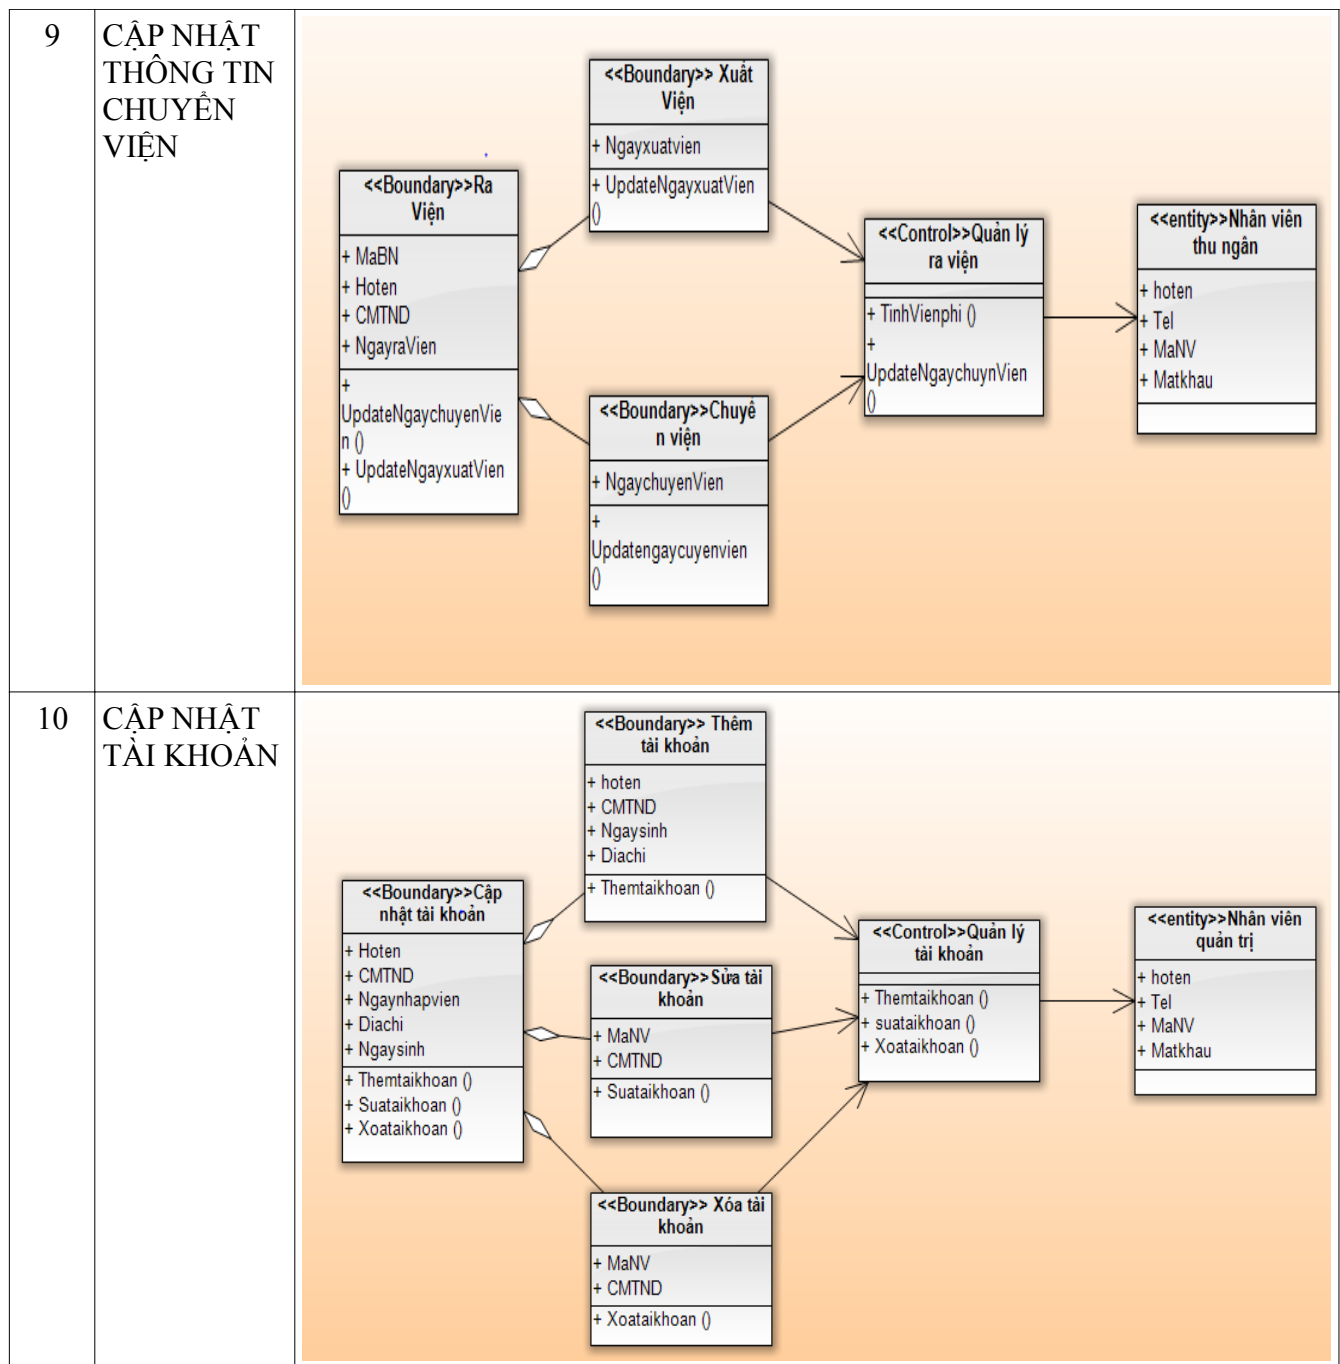 9
CẬP NHẬT
THÔNG TIN
CHUYỂN
VIỆN
<<Boundary>>Ra
Viện
+ MaBN
+ Hoten
+ CMTND
+ NgayraVien
+
UpdateNgaychuyenVie
n ()
+ UpdateNgayxuatVien
()
<<Boundary>> Xuất
Viện
+ Ngayxuatvien
+ UpdateNgayxuatVien
()
<<Boundary>>Chuyể
n viện
+ NgaychuyenVien
+
Updatengaycuyenvien
()
<<Control>>Quản lý
ra viện
+ TinhVienphi ()
+
UpdateNgaychuynVien
()
<<entity>>Nhân viên
thu ngân
+ hoten
+ Tel
+ MaNV
+ Matkhau
10
CẬP NHẬT
TÀI KHOẢN
<<Boundary>>Cập
nhật tài khoản
+ Hoten
+ CMTND
+ Ngaynhapvien
+ Diachi
+ Ngaysinh
+ Themtaikhoan ()
+ Suataikhoan ()
+ Xoataikhoan ()
<<Boundary>> Thêm
tài khoản
+ hoten
+ CMTND
+ Ngaysinh
+ Diachi
+ Themtaikhoan ()
<<Boundary>>Sửa tài
khoản
+ MaNV
+ CMTND
+ Suataikhoan ()
<<Boundary>> Xóa tài
khoản
+ MaNV
+ CMTND
+ Xoataikhoan ()
<<Control>>Quản lý
tài khoản
+ Themtaikhoan ()
+ suataikhoan ()
+ Xoataikhoan ()
<<entity>>Nhân viên
quản trị
+ hoten
+ Tel
+ MaNV
+ Matkhau